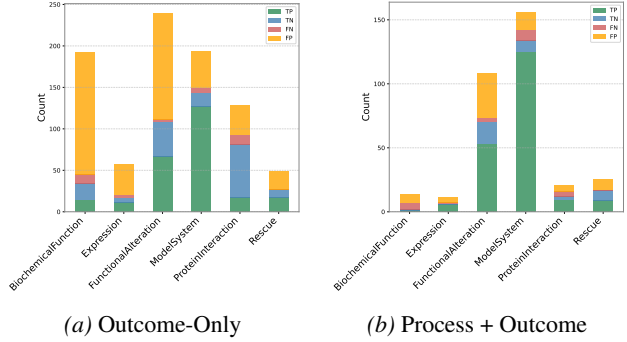 250
200
150
100
50
0
Count
TP
TN
FN
FP
BiochemicalFunction
Expression
FunctionalAlteration
ModelSystem
ProteinInteraction
Rescue
(a) Outcome-Only
150
100
50
0
Count
TP
TN
FN
FP
BiochemicalFunction
Expression
FunctionalAlteration
ModelSystem
ProteinInteraction
Rescue
(b) Process + Outcome